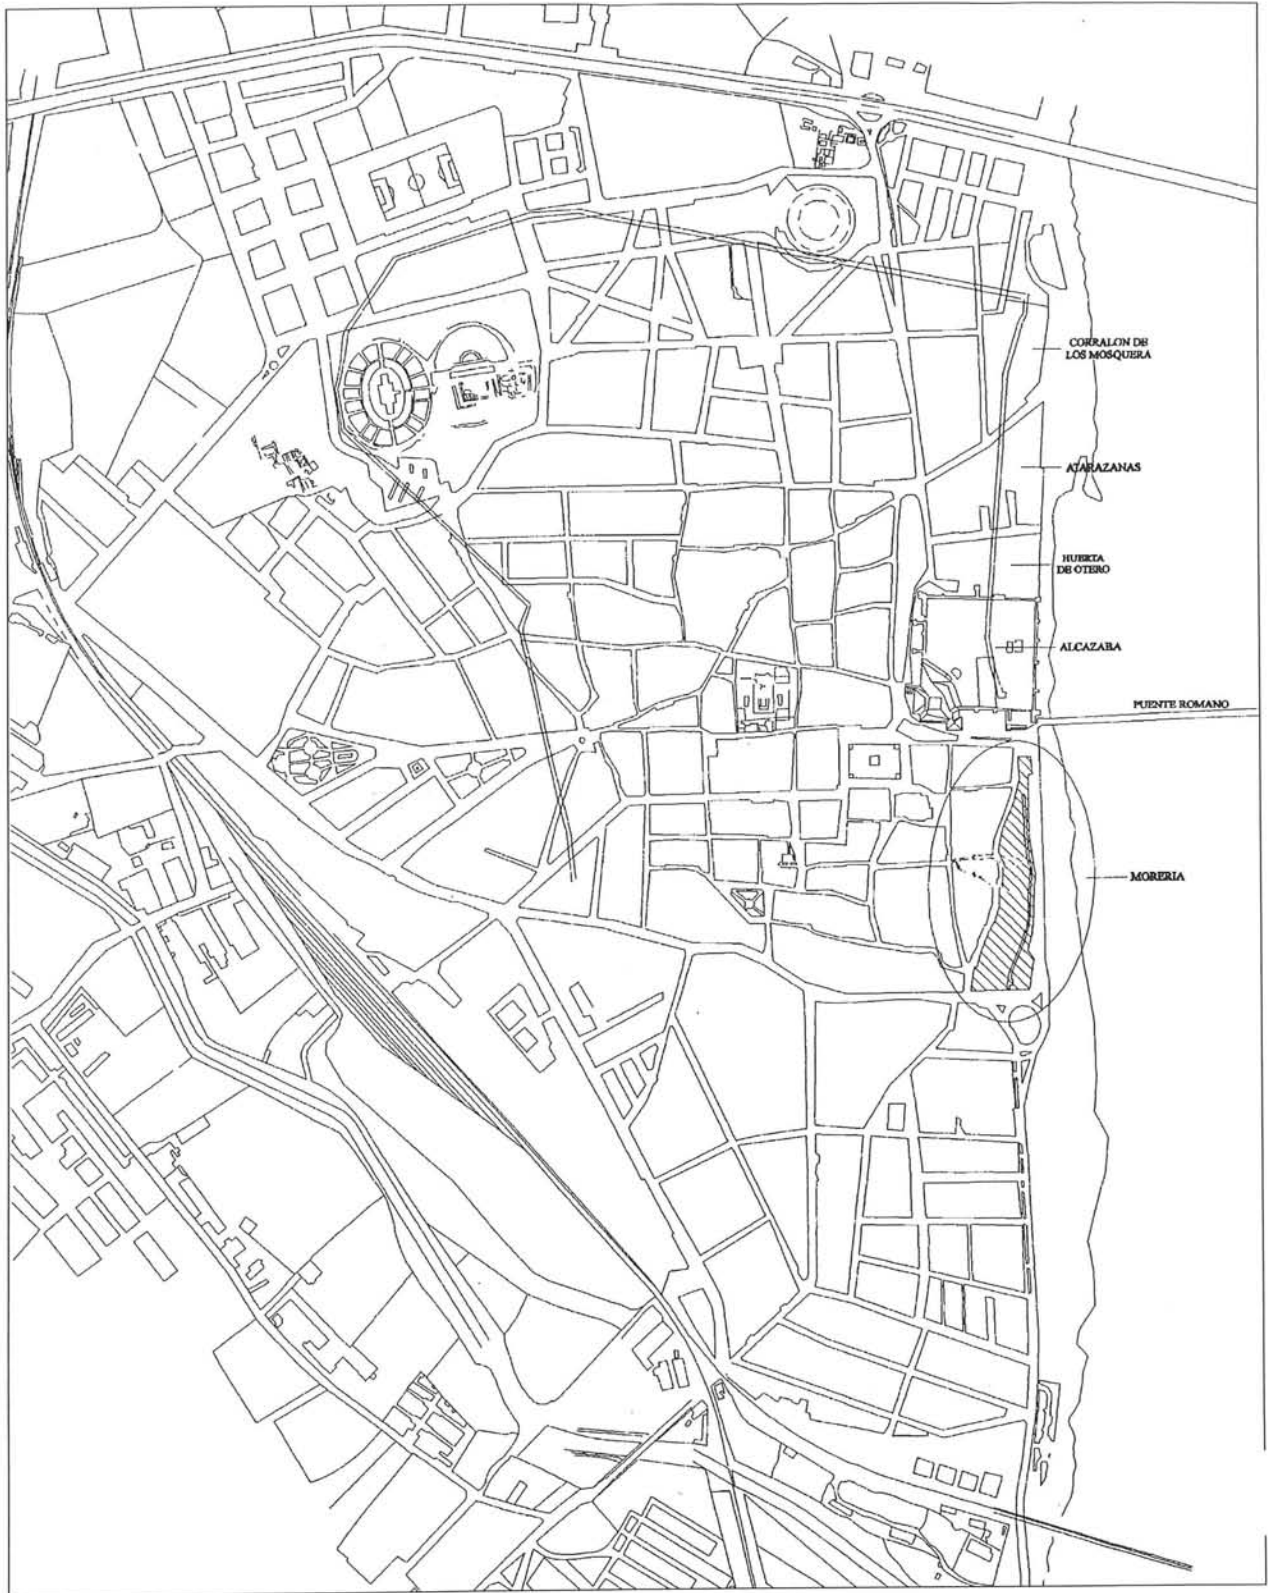 CORRALON DE
LOS MOSQUERA
ATARAZANAS
HUERTA
DE OTERO
ALCAZABA
PUENTE ROMANO
MORERIA